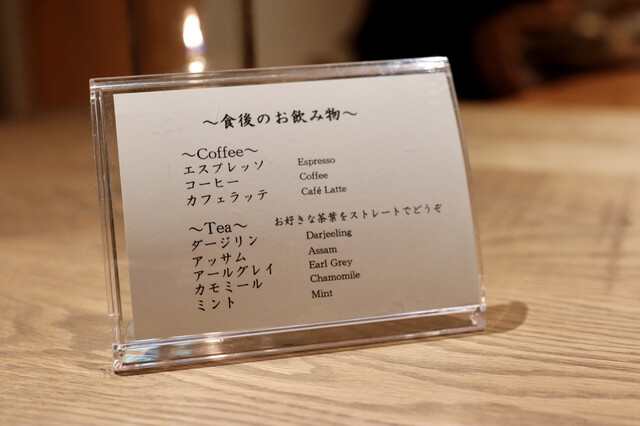 ～食後のお飲み物～
～Coffee～
エスプレッソ Espresso
コーヒー Coffee
カフェラッテ Café Latte
～Tea～ お好きな茶葉をストレートでどうぞ
ダージリン Darjeeling
アッサム Assam
アールグレイ Earl Grey
カモミール Chamomile
ミント Mint